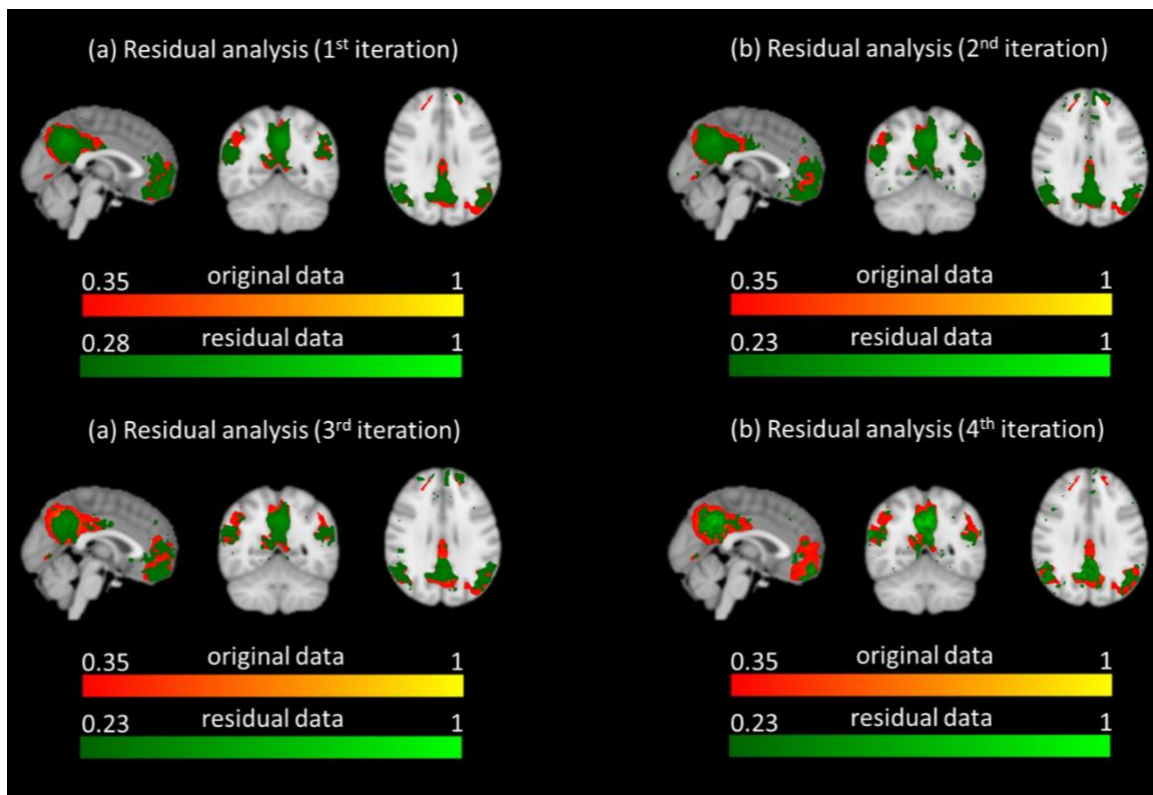 (a) Residual analysis (1st iteration)
(b) Residual analysis (2nd iteration)
0.35 original data 1
0.28 residual data 1
0.35 original data 1
0.23 residual data 1
(a) Residual analysis (3rd iteration)
(b) Residual analysis (4th iteration)
0.35 original data 1
0.23 residual data 1
0.35 original data 1
0.23 residual data 1